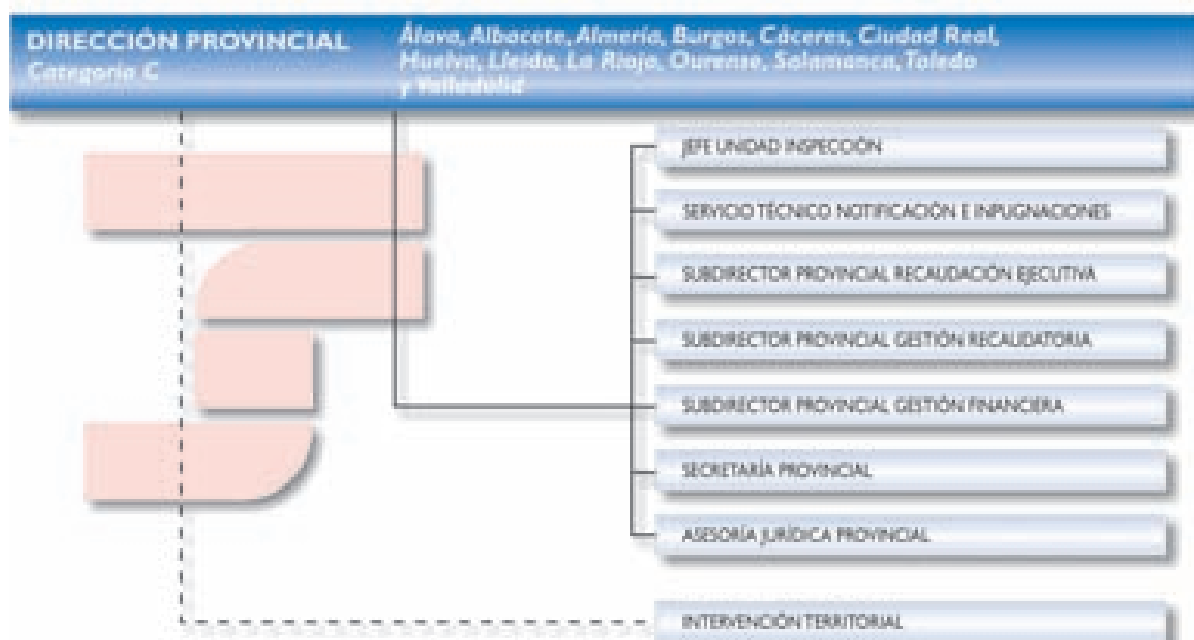 DIRECCIÓN PROVINCIAL
Categoría C
Álava, Albacete, Almería, Burgos, Cáceres, Ciudad Real,
Huelva, Lleida, La Rioja, Ourense, Salamanca, Toledo
y Valladolid
JEFE UNIDAD INSPECCIÓN
SERVICIO TÉCNICO NOTIFICACIÓN E INPUGNACIONES
SUBDIRECTOR PROVINCIAL RECAUDACIÓN EJECUTIVA
SUBDIRECTOR PROVINCIAL GESTIÓN RECAUDATORIA
SUBDIRECTOR PROVINCIAL GESTIÓN FINANCIERA
SECRETARÍA PROVINCIAL
ASESORÍA JURÍDICA PROVINCIAL
INTERVENCIÓN TERRITORIAL